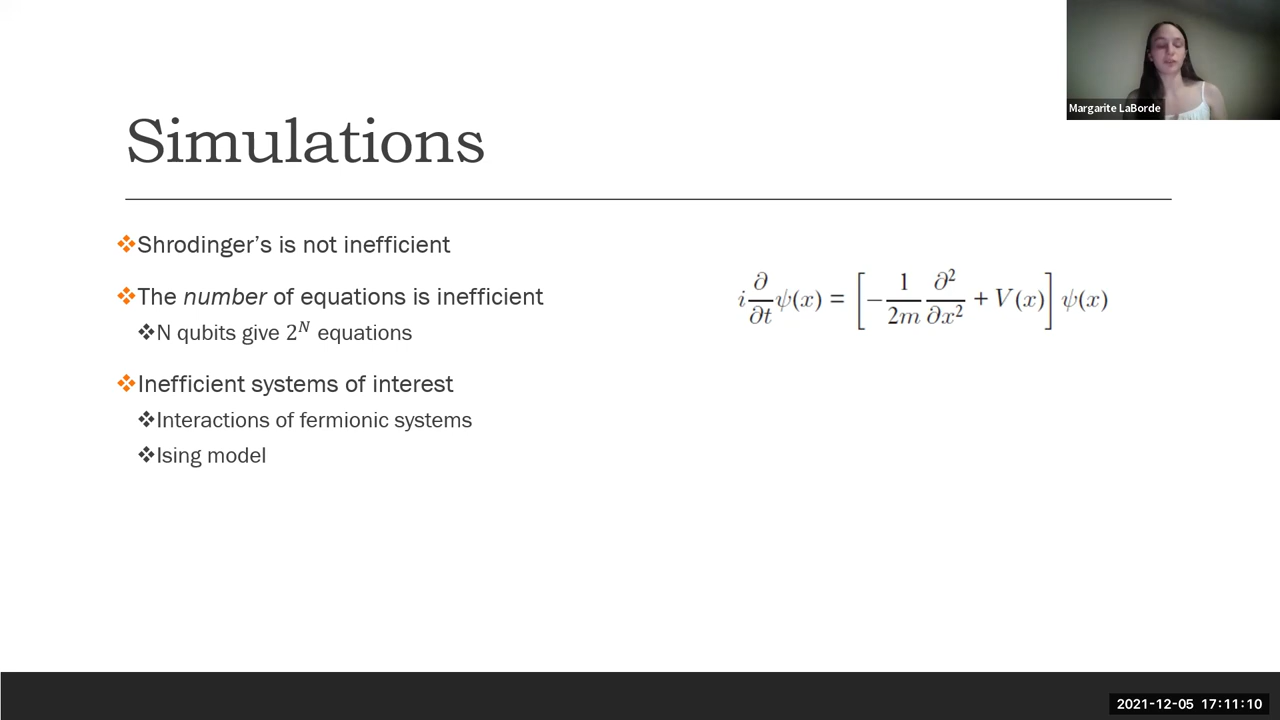 Margarite LaBorde
Simulations
❖Shrodinger's is not inefficient
❖The number of equations is inefficient
❖N qubits give 2^N equations
❖Inefficient systems of interest
❖Interactions of fermionic systems
❖Ising model
i ∂/∂t ψ(x) = [−1/2m ∂²/∂x² + V(x)] ψ(x)
2021-12-05 17:11:10